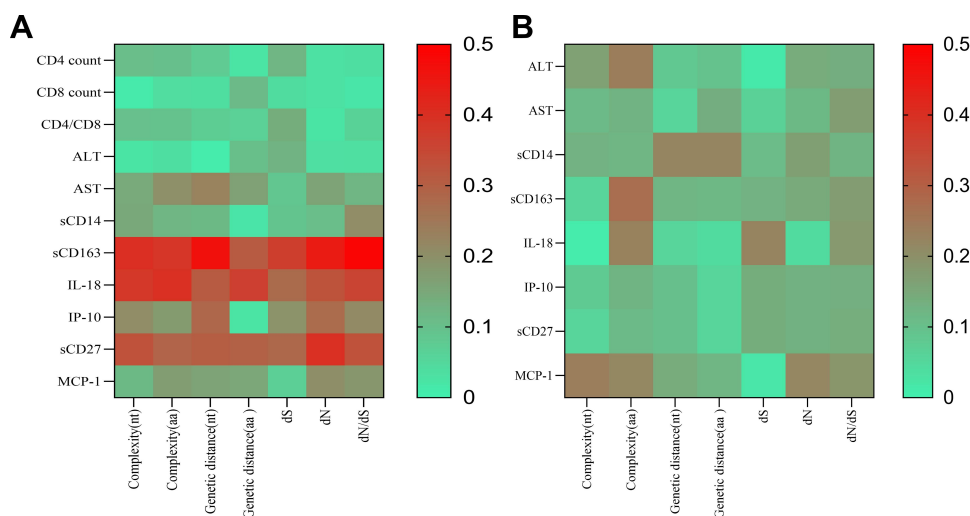 A
CD4 count
CD8 count
CD4/CD8
ALT
AST
sCD14
sCD163
IL-18
IP-10
sCD27
MCP-1
Complexity(nt)
Complexity(aa)
Genetic distance(nt)
Genetic distance(aa )
dS
dN
dN/dS
0.5
0.4
0.3
0.2
0.1
0
B
ALT
AST
sCD14
sCD163
IL-18
IP-10
sCD27
MCP-1
Complexity(nt)
Complexity(aa)
Genetic distance(nt)
Genetic distance(aa )
dS
dN
dN/dS
0.5
0.4
0.3
0.2
0.1
0